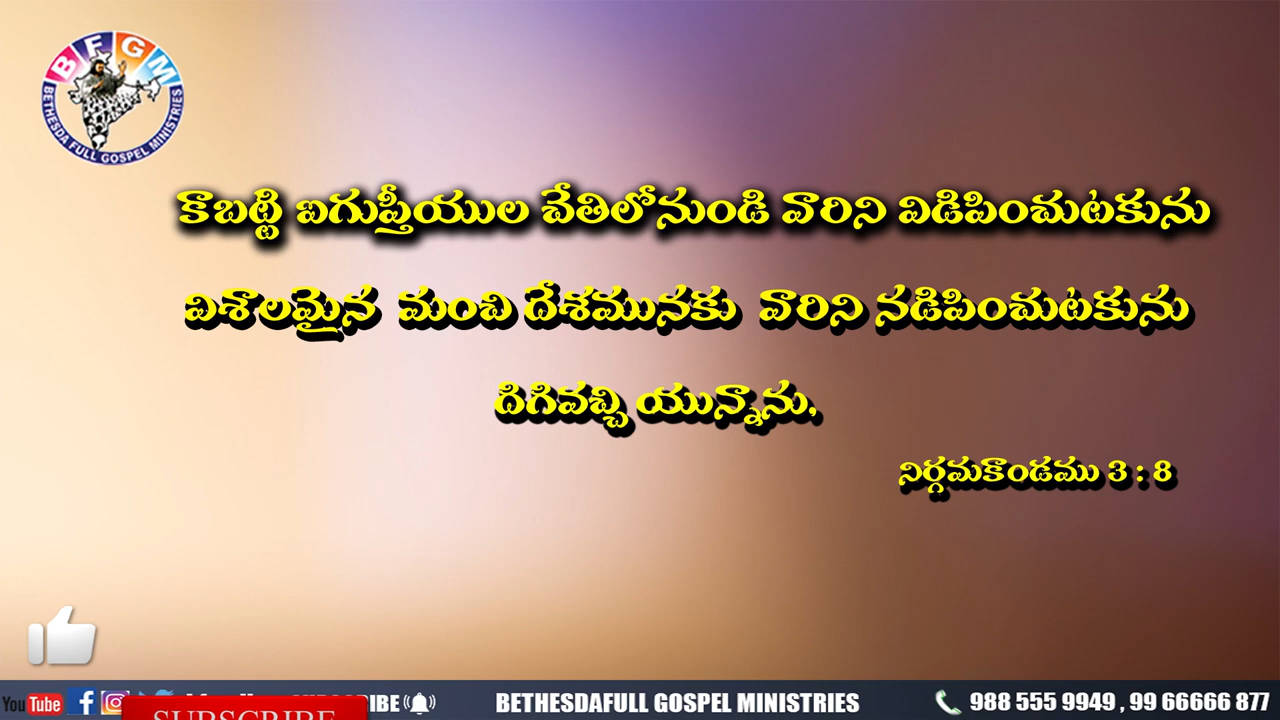 BFGM
BETHESDA FULL GOSPEL MINISTRIES
కాబట్టి ఐగుప్తీయుల చేతిలోనుండి వారిని విడిపించుటకును
విశాలమైన మంచి దేశమునకు వారిని నడిపించుటకును
దిగివచ్చి యున్నాను,
నిర్గమకాండము 3 : 8
YouTube BETHESDAFULL GOSPEL MINISTRIES 988 555 9949 , 99 66666 877
SUBSCRIBE